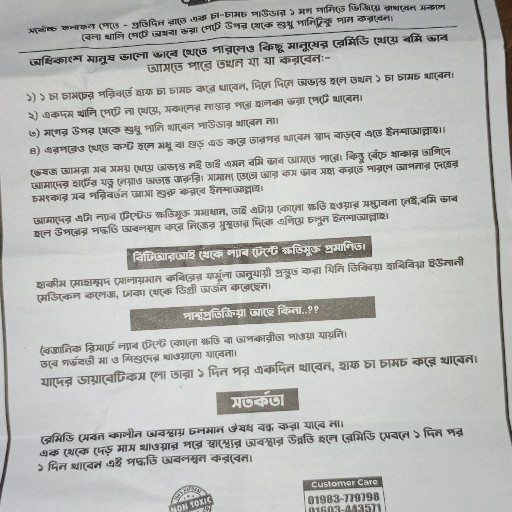 সর্বোচ্চ ফলাফল পেতে - প্রতিদিন রাতে এক চা-চামচ পাউডার ১ মগ পানিতে ভিজিয়ে রাখবেন সকাল
বেলা খালি পেটে অথবা ভরা পেটে উপর থেকে শুধু পানিটুকু পান করবেন।
অধিকাংশ মানুষ ভালো ভাবে খেতে পারলেও কিছু মানুষের রেমিডি খেয়ে বমি ভাব
আসতে পারে তখন যা যা করবেন:-
১) ১ চা চামচের পরিবর্তে হাফ চা চামচ করে খাবেন, দিনে দিনে অভ্যস্ত হলে তখন ১ চা চামচ খাবেন।
২) একদম খালি পেটে না খেয়ে, সকালের নাস্তার পরে হালকা ভরা পেটে খাবেন।
৩) মগের উপর থেকে শুধু পানি খাবেন পাউডার খাবেন না।
৪) এরপরেও খেতে কস্ট হলে মধু বা গুড় এড করে তারপর খাবেন স্বাদ বাড়বে এতে ইনশাআল্লাহ।।
ভেষজ আমরা সব সময় খেয়ে অভ্যস্ত নই তাই এমন বমি ভাব আসতে পারে। কিন্তু বেঁচে থাকার তাগিদে
আমাদের হার্টের যত্ন নেয়াও অত্যন্ত জরুরি। সামান্য তেতো আর কম ভাব সহ্য করতে পারলে আপনার দেহের
চমৎকার সব পরিবর্তন আসা শুরু করবে ইনশাআল্লাহ।
আমাদের এটা ল্যাব টেস্টেড ক্ষতিমুক্ত সমাধান, তাই এটায় কোনো ক্ষতি হওয়ার সম্ভাবনা নেই,বমি ভাব
হলে উপরের পদ্ধতি অবলম্বন করে নিজের সুস্থতার দিকে এগিয়ে চলুন ইনশাআল্লাহ।
বিটিআরআই থেকে ল্যাব টেস্টে ক্ষতিমুক্ত প্রমাণিত।
হাকীম মোহাম্মদ সোলায়মান কবিরের ফর্মুলা অনুযায়ী প্রস্তুত করা যিনি তিব্বিয়া হাবিবিয়া ইউনানী
মেডিকেল কলেজ, ঢাকা থেকে ডিগ্রী অর্জন করেছেন।
পার্শ্বপ্রতিক্রিয়া আছে কিনা..??
বৈজ্ঞানিক রিসার্চে ল্যাব টেস্টে কোনো ক্ষতি বা অপকারীতা পাওয়া যায়নি।
তবে গর্ভবতী মা ও শিশুদের খাওয়ানো যাবেনা।
যাদের ডায়াবেটিকস লো তারা ১ দিন পর একদিন খাবেন, হাফ চা চামচ করে খাবেন।
সতর্কতা
রেমিডি সেবন কালীন অবস্থায় চলমান ঔষধ বন্ধ করা যাবে না।
এক থেকে দেড় মাস খাওয়ার পরে স্বাস্থ্যের অবস্থার উন্নতি হলে রেমিডি সেবনে ১ দিন পর
১ দিন খাবেন এই পদ্ধতি অবলম্বন করবেন।
NON TOXIC
Customer Care
01983-779798
01603-443571